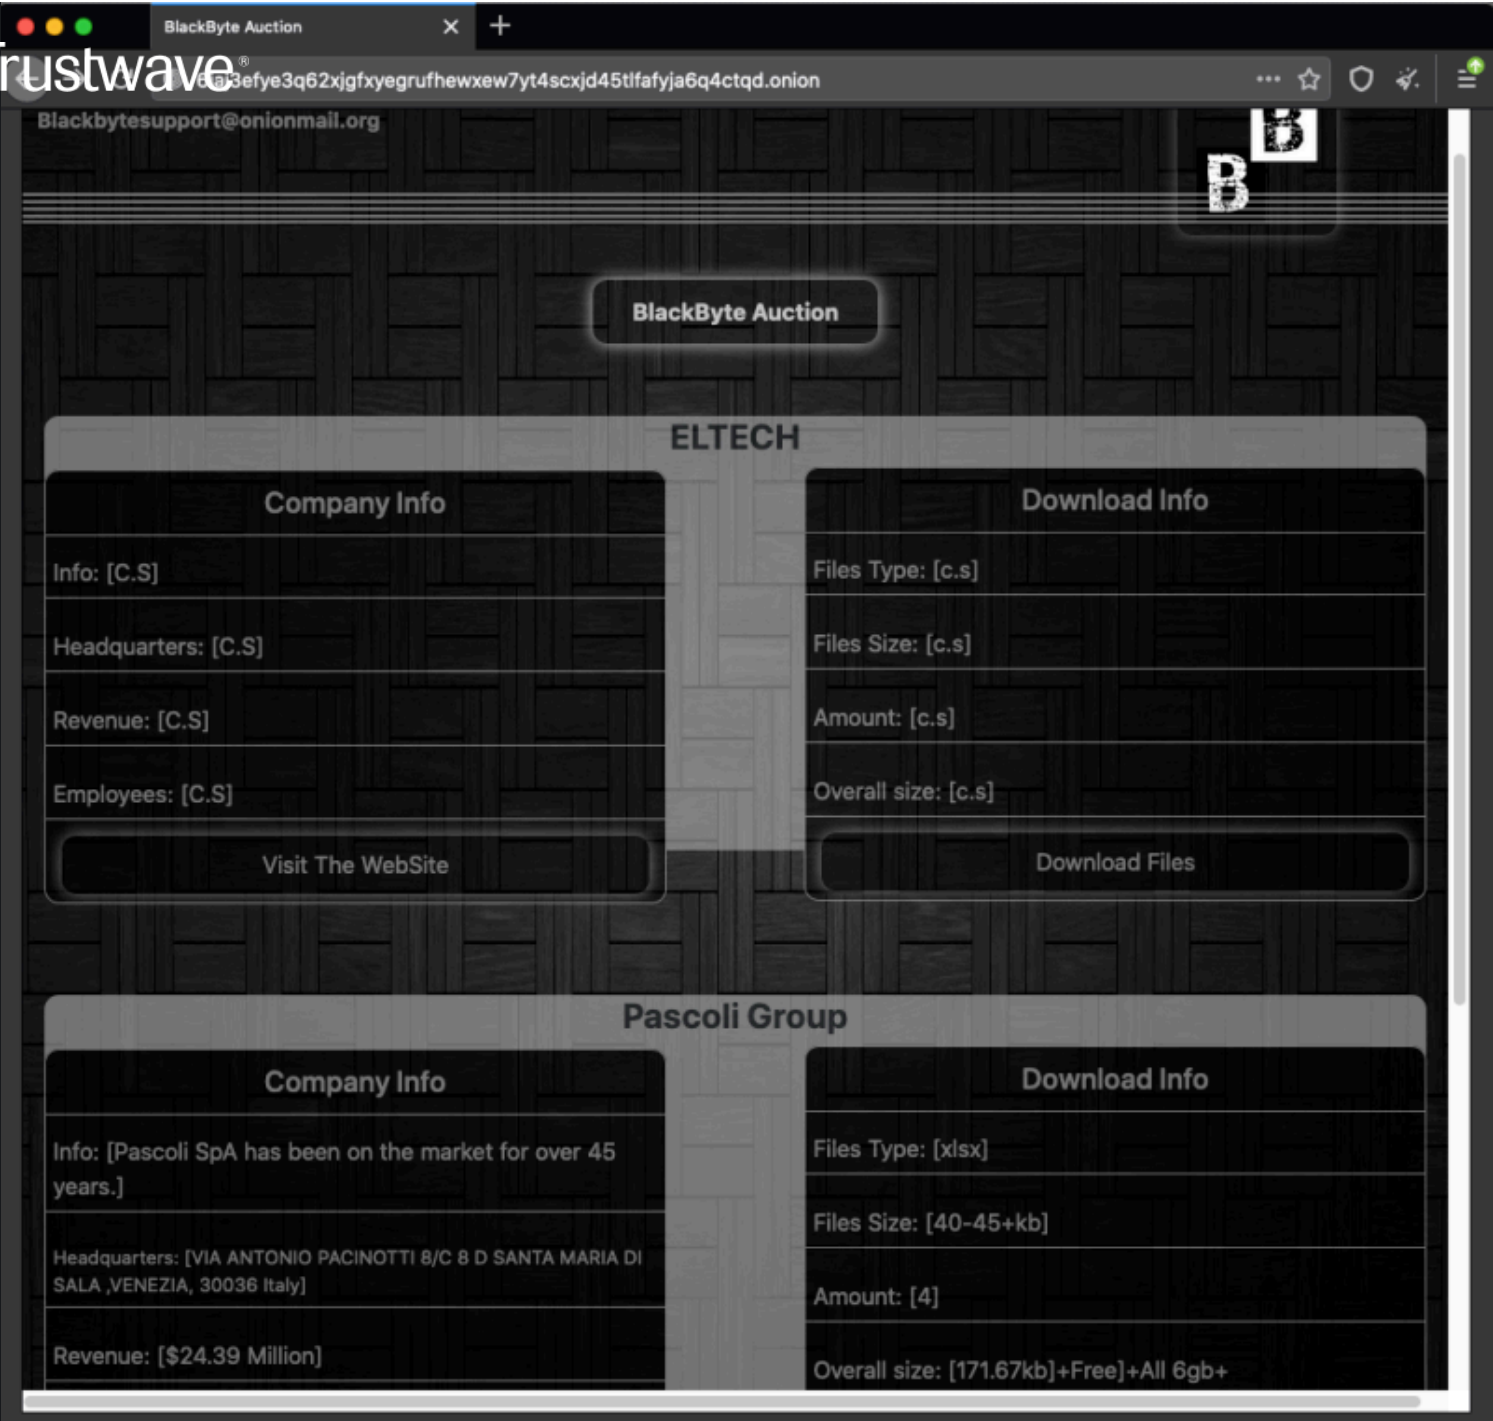 BlackByte Auction
rustwave®
efye3q62xjgfxyegrufhewxew7yt4scxjd45tlfafyja6q4ctqd.onion
Blackbytesupport@onionmail.org
B
B
BlackByte Auction
ELTECH
Company Info
Info: [C.S]
Headquarters: [C.S]
Revenue: [C.S]
Employees: [C.S]
Visit The WebSite
Download Info
Files Type: [c.s]
Files Size: [c.s]
Amount: [c.s]
Overall size: [c.s]
Download Files
Pascoli Group
Company Info
Info: [Pascoli SpA has been on the market for over 45
years.]
Headquarters: [VIA ANTONIO PACINOTTI 8/C 8 D SANTA MARIA DI
SALA ,VENEZIA, 30036 Italy]
Revenue: [$24.39 Million]
Download Info
Files Type: [xlsx]
Files Size: [40-45+kb]
Amount: [4]
Overall size: [171.67kb]+Free]+All 6gb+